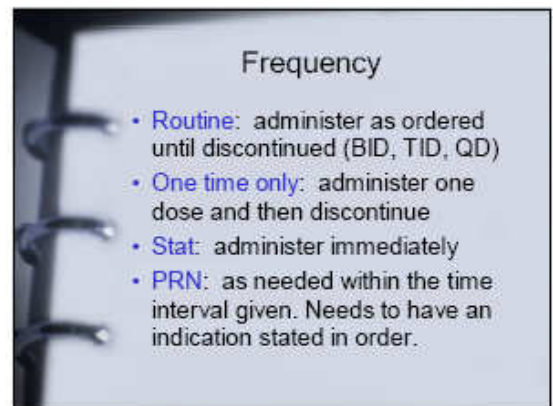 Frequency
• Routine: administer as ordered
until discontinued (BID, TID, QD)
• One time only: administer one
dose and then discontinue
• Stat: administer immediately
• PRN: as needed within the time
interval given. Needs to have an
indication stated in order.